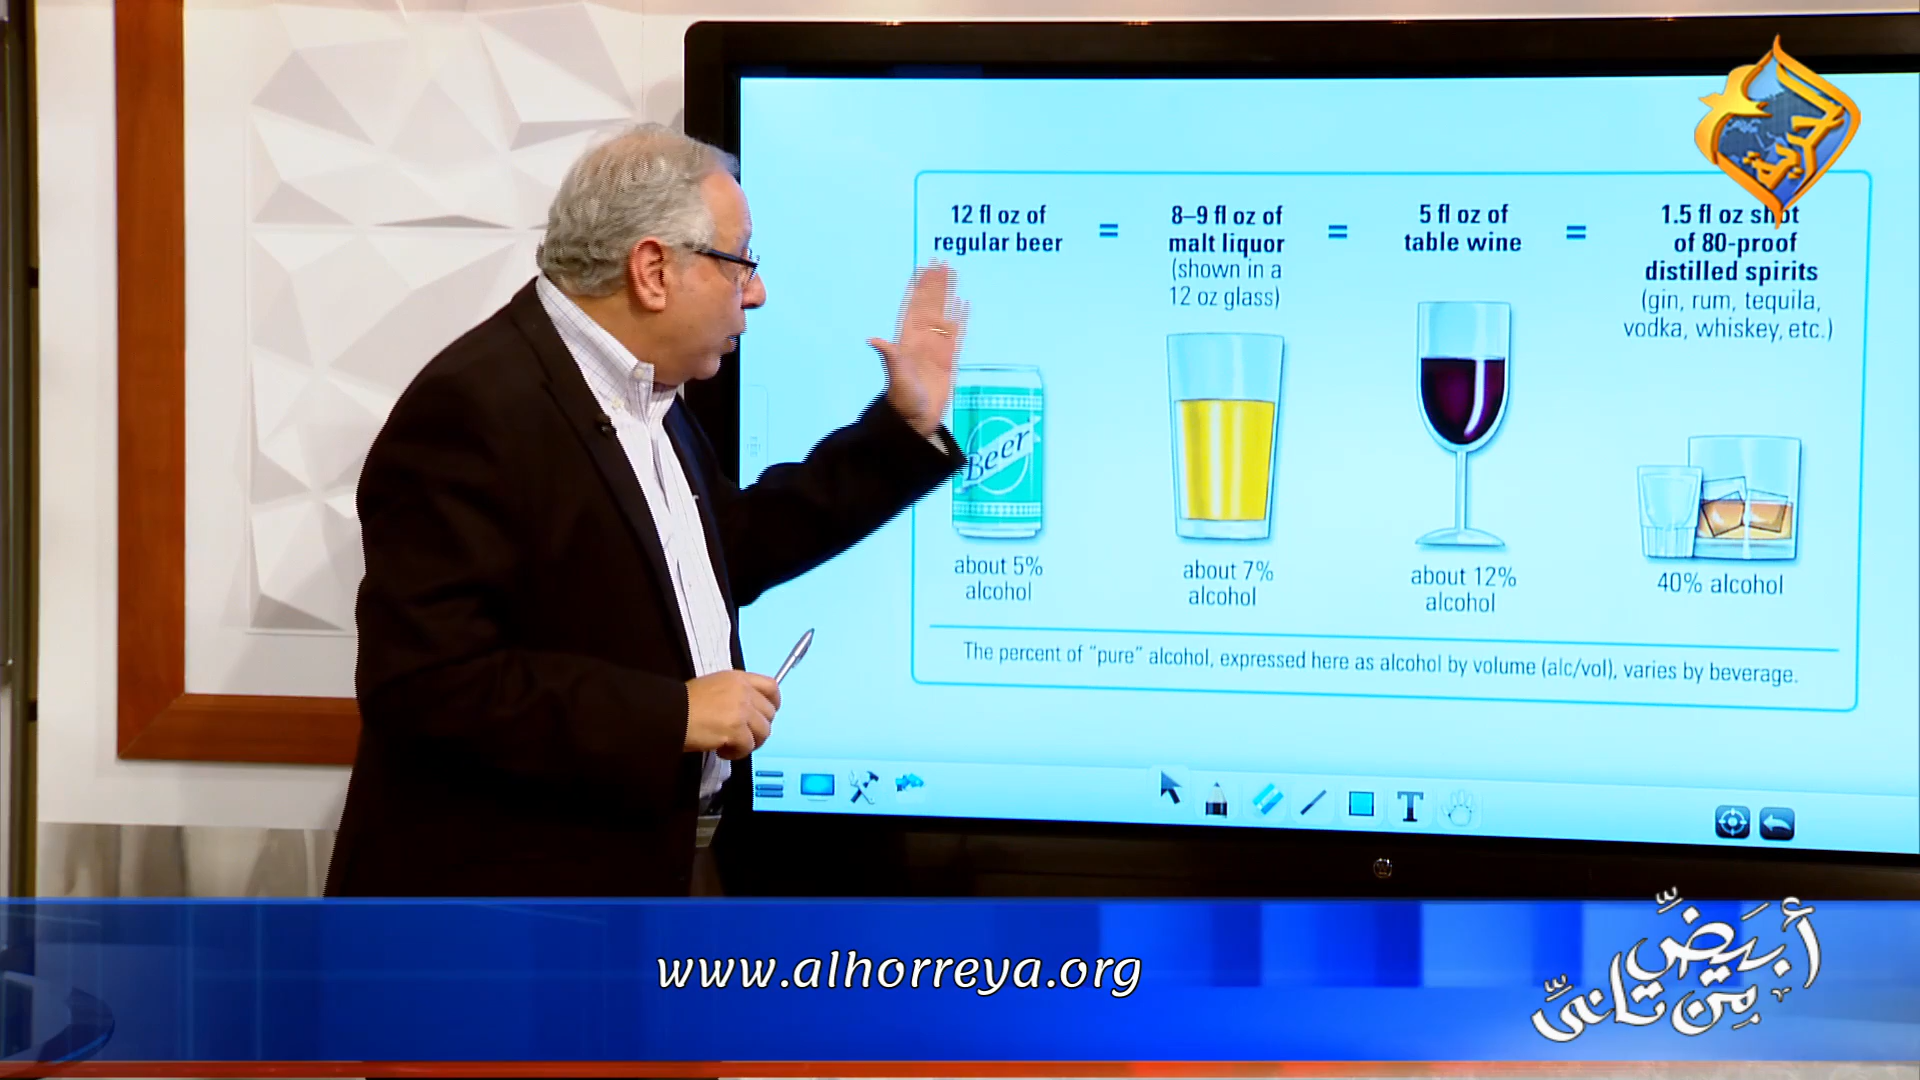 الحرية
12 fl oz of
regular beer
=
8–9 fl oz of
malt liquor
(shown in a
12 oz glass)
=
5 fl oz of
table wine
=
1.5 fl oz shot
of 80-proof
distilled spirits
(gin, rum, tequila,
vodka, whiskey, etc.)
Beer
about 5%
alcohol
about 7%
alcohol
about 12%
alcohol
40% alcohol
The percent of “pure” alcohol, expressed here as alcohol by volume (alc/vol), varies by beverage.
T
www.alhorreya.org
أبيَضِّ
مِن تانىِّ